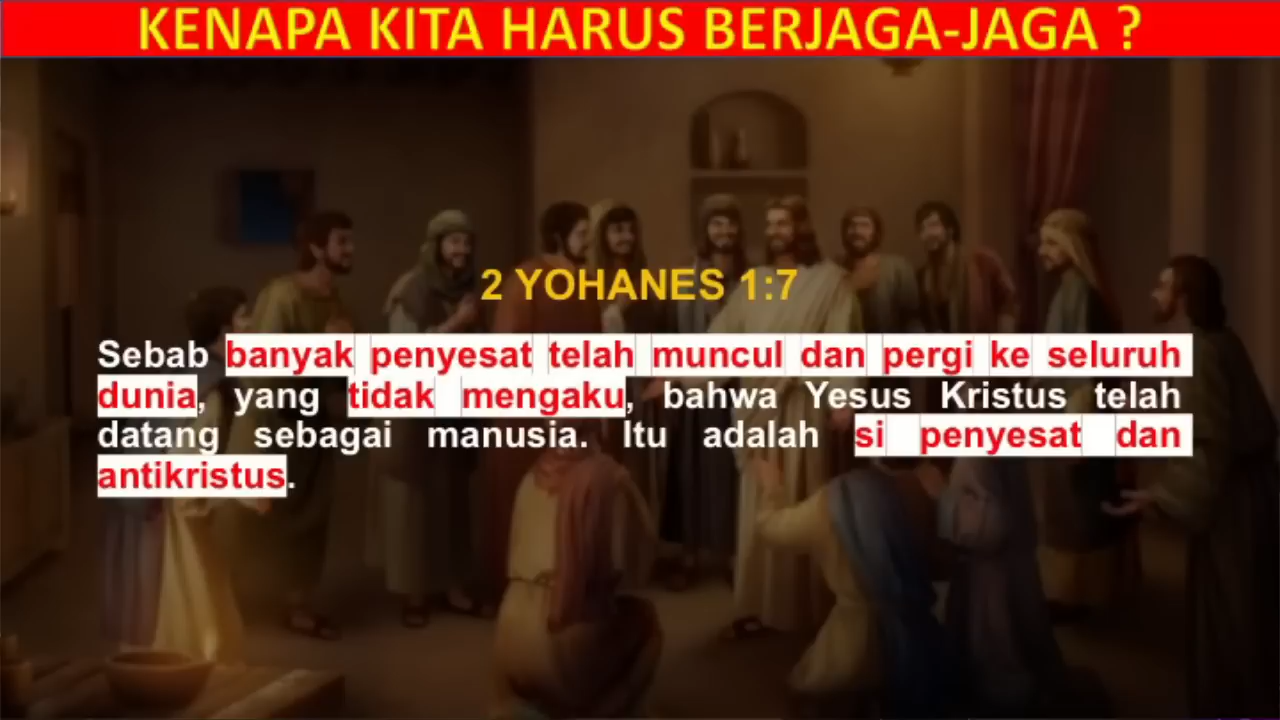 KENAPA KITA HARUS BERJAGA-JAGA ?
2 YOHANES 1:7
Sebab banyak penyesat telah muncul dan pergi ke seluruh
dunia, yang tidak mengaku, bahwa Yesus Kristus telah
datang sebagai manusia. Itu adalah si penyesat dan
antikristus.